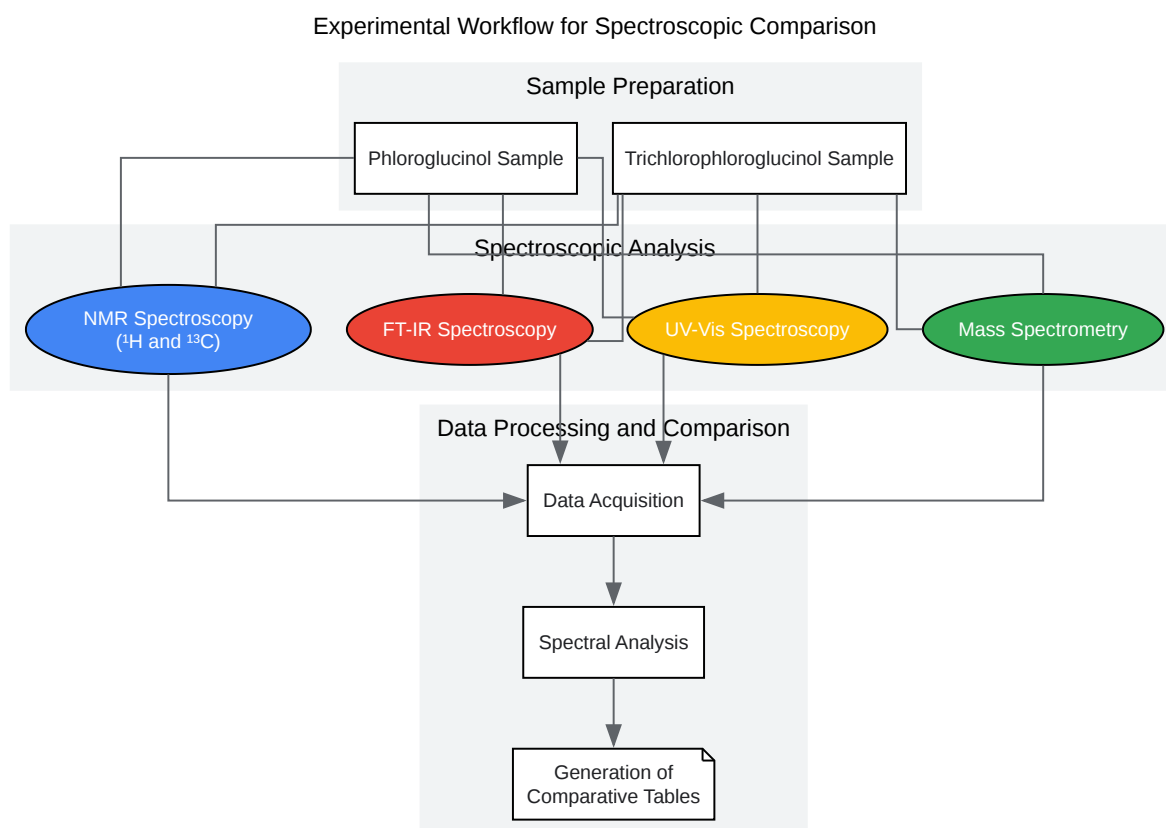 Experimental Workflow for Spectroscopic Comparison
Sample Preparation
Phloroglucinol Sample
Trichlorophloroglucinol Sample
Spectroscopic Analysis
NMR Spectroscopy
(¹H and ¹³C)
FT-IR Spectroscopy
UV-Vis Spectroscopy
Mass Spectrometry
Data Processing and Comparison
Data Acquisition
Spectral Analysis
Generation of
Comparative Tables